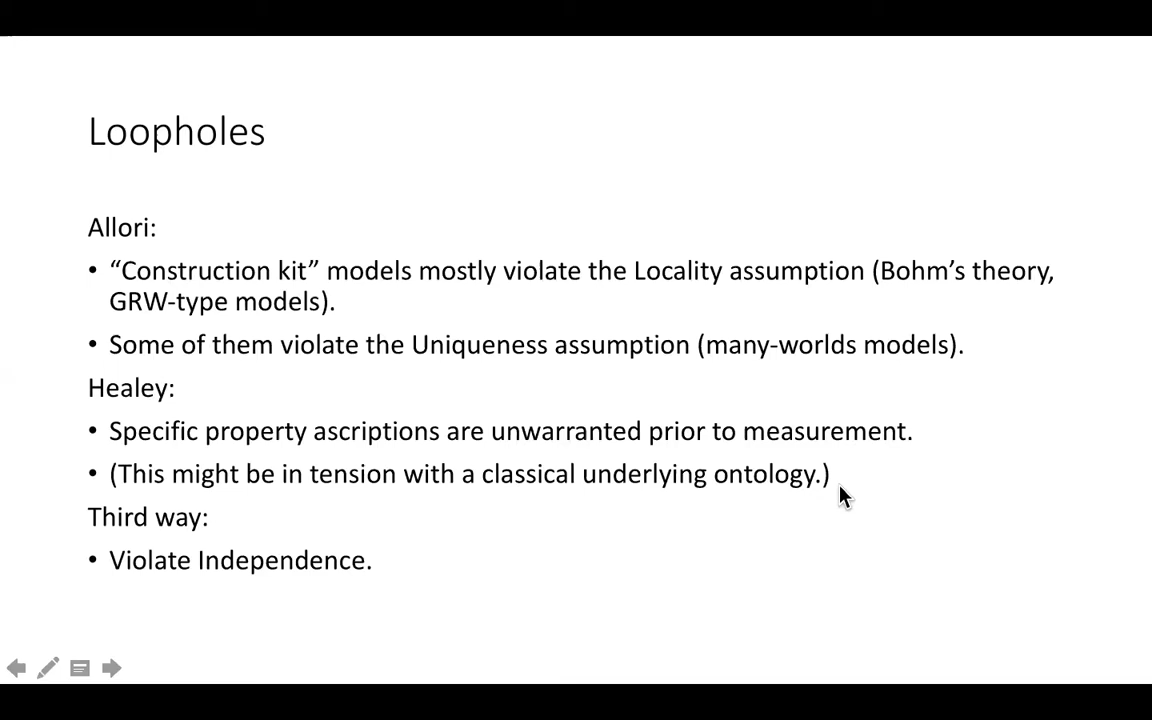 Loopholes
Allori:
• “Construction kit” models mostly violate the Locality assumption (Bohm’s theory,
GRW-type models).
• Some of them violate the Uniqueness assumption (many-worlds models).
Healey:
• Specific property ascriptions are unwarranted prior to measurement.
• (This might be in tension with a classical underlying ontology.)
Third way:
• Violate Independence.